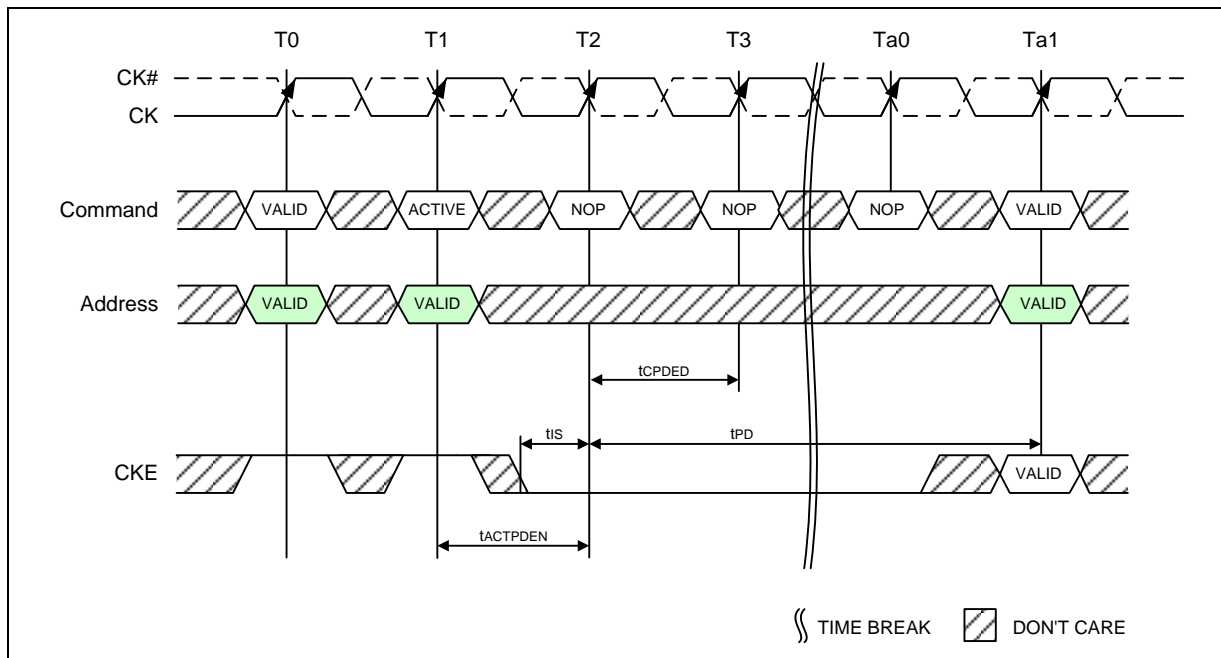 T0 T1 T2 T3 Ta0 Ta1
CK#
CK
Command VALID ACTIVE NOP NOP NOP VALID
Address VALID VALID VALID
tCPDED
tIS tPD
CKE VALID
tACTPDEN
TIME BREAK DON'T CARE